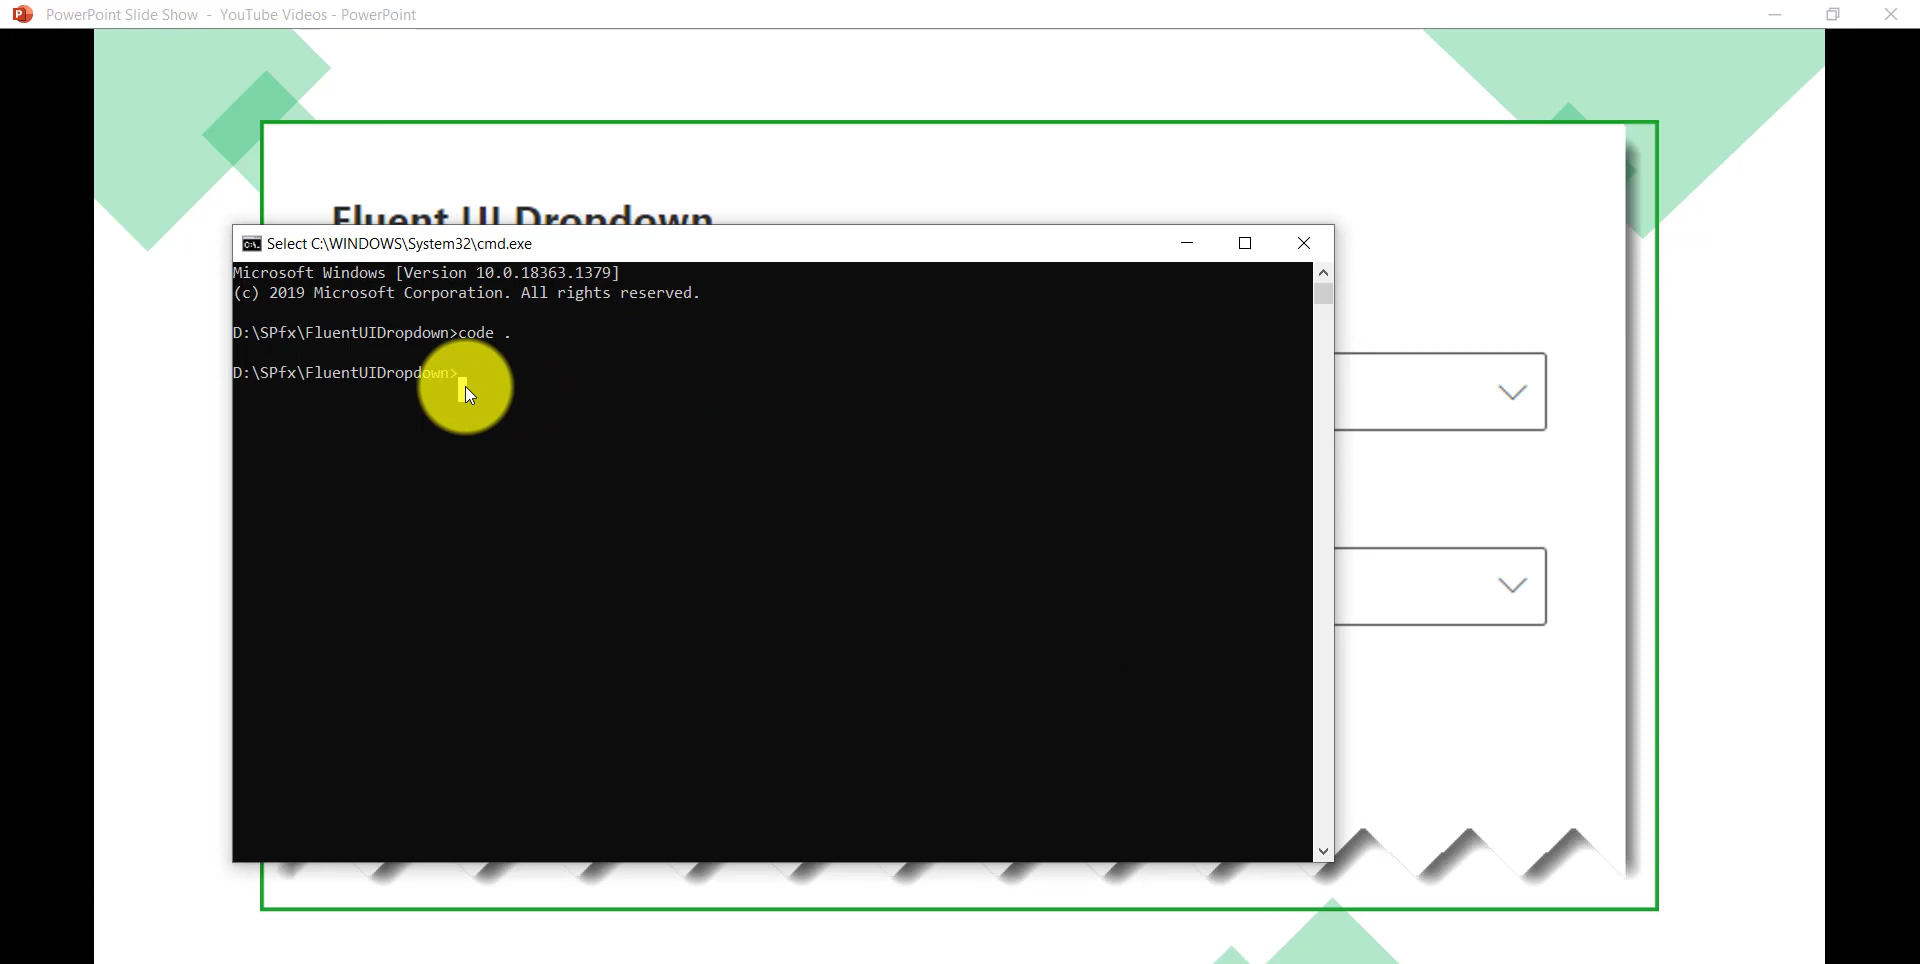 PowerPoint Slide Show - YouTube Videos - PowerPoint
Fluent UI Dropdown
Select C:\WINDOWS\System32\cmd.exe
Microsoft Windows [Version 10.0.18363.1379]
(c) 2019 Microsoft Corporation. All rights reserved.
D:\SPfx\FluentUIDropdown>code .
D:\SPfx\FluentUIDropdown>